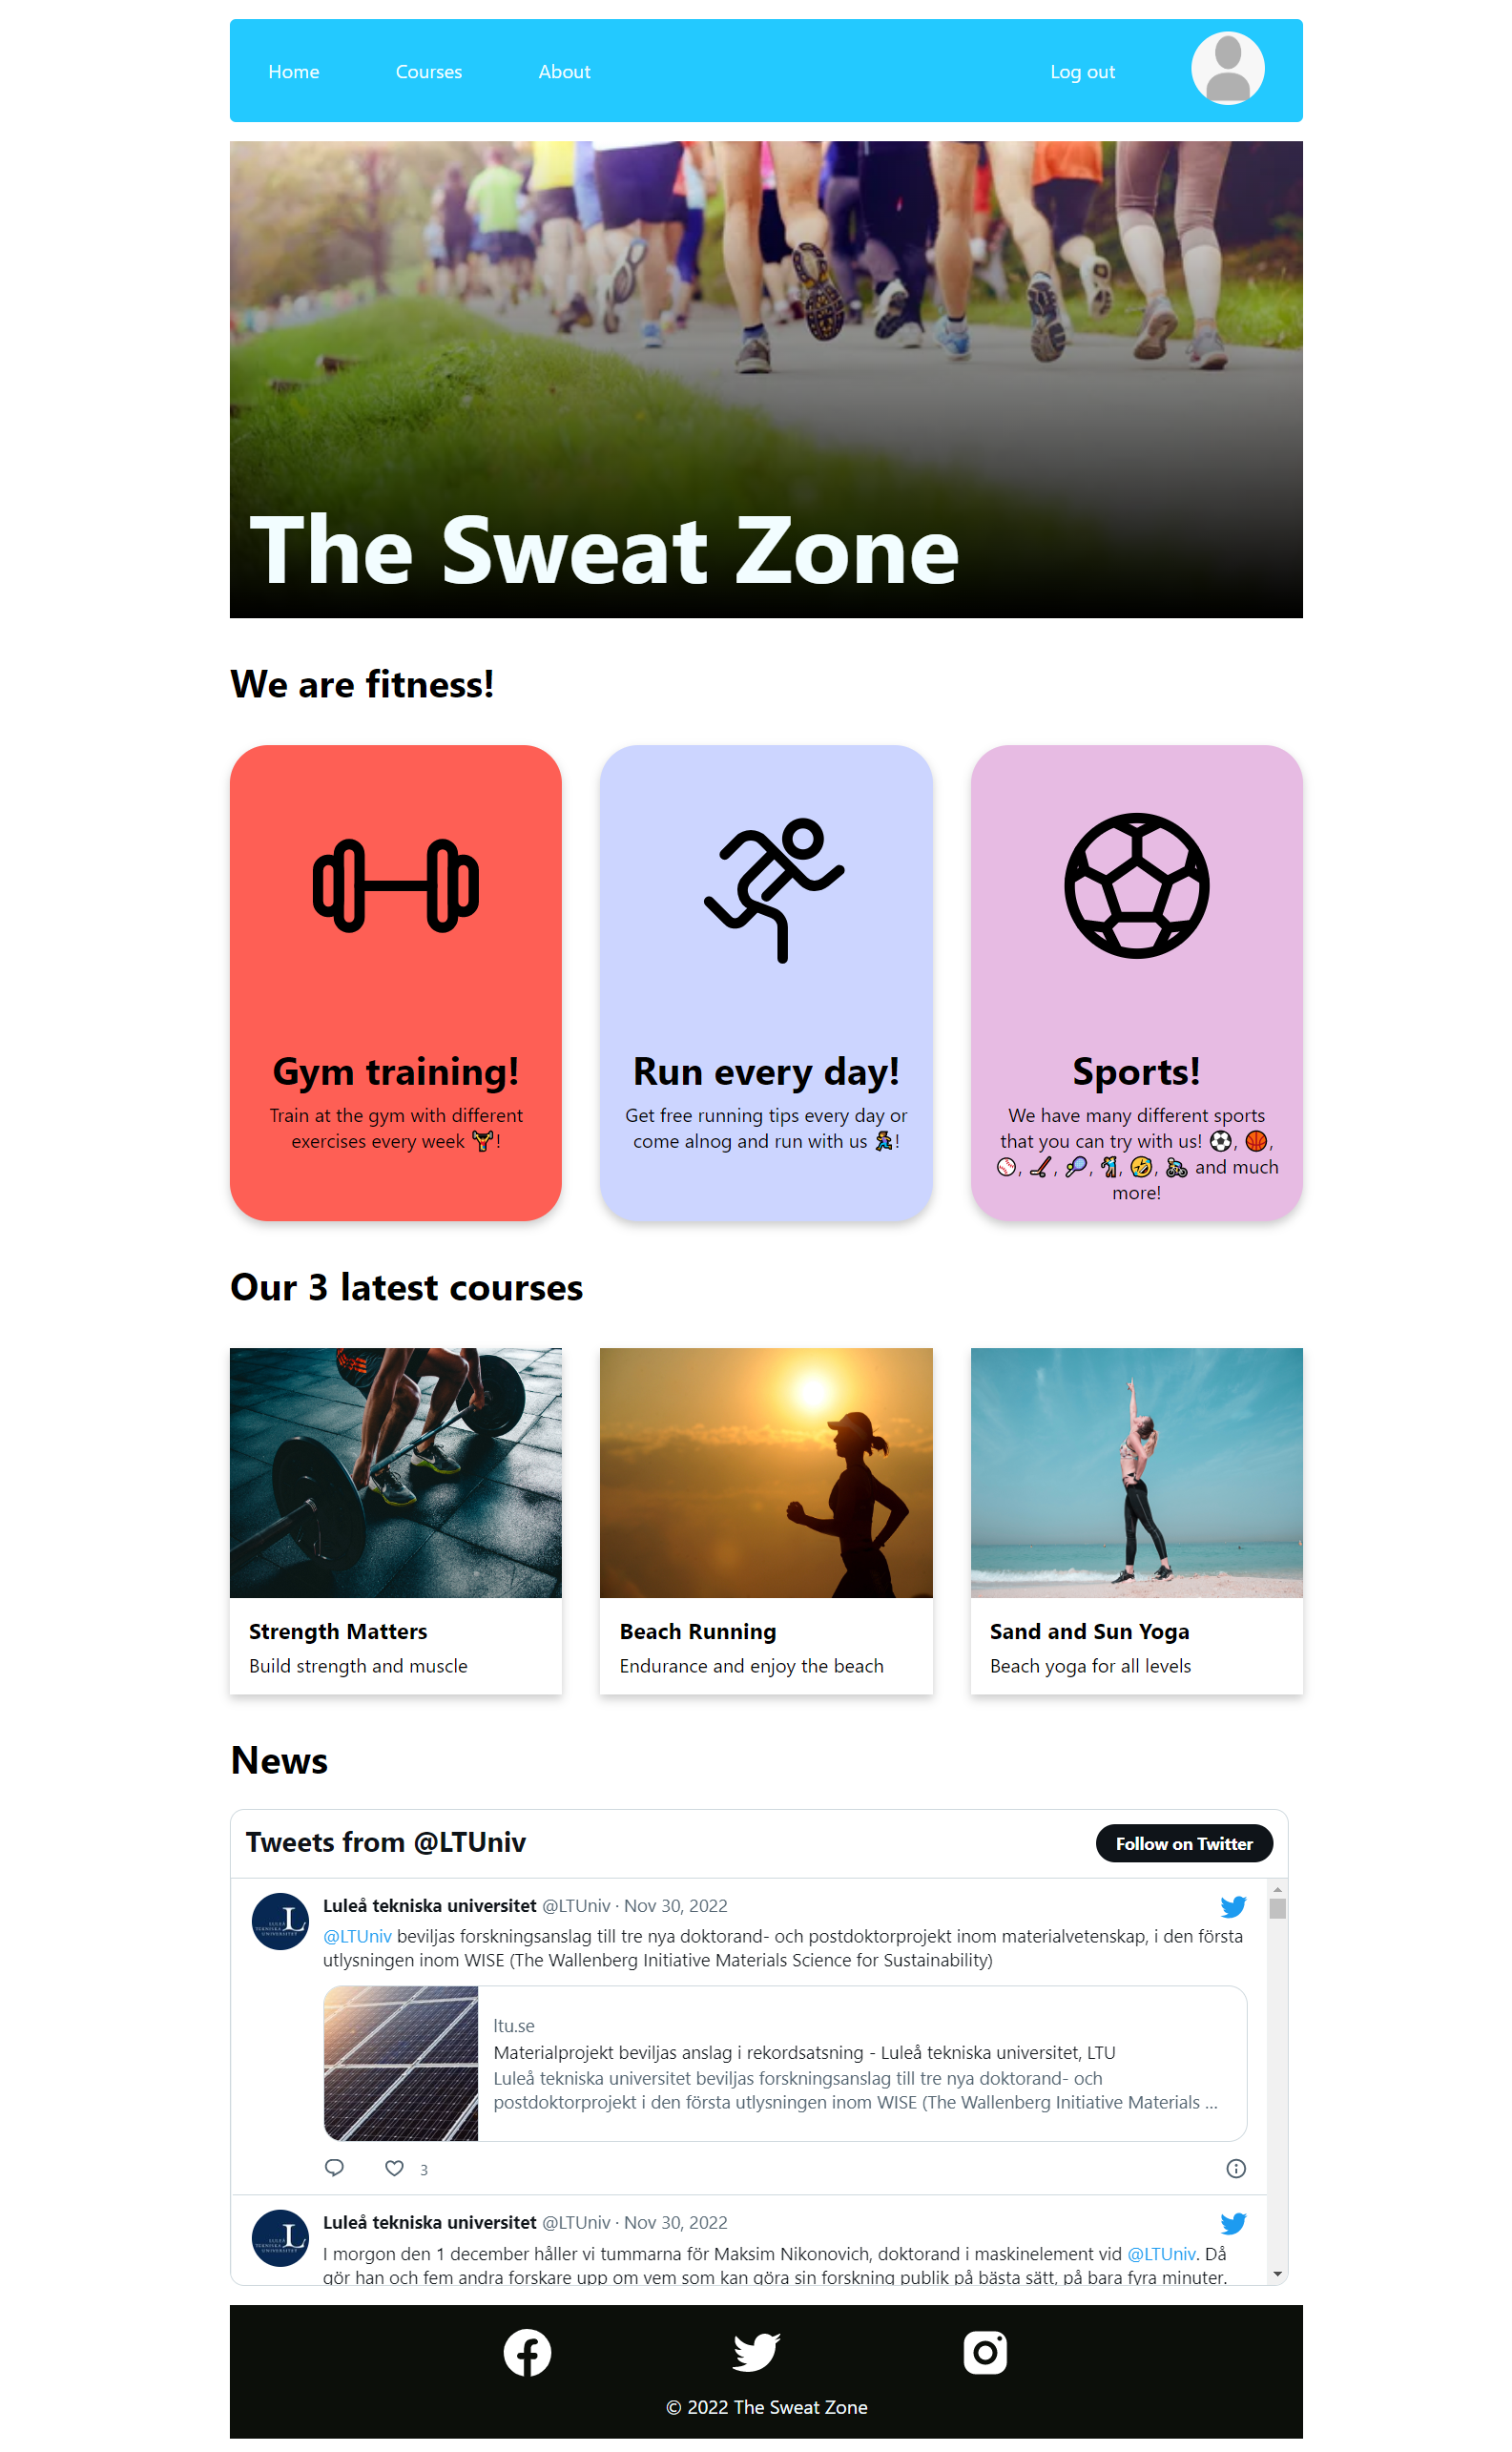 Home Courses About Log out
The Sweat Zone
We are fitness!
Gym training!
Train at the gym with different
exercises every week 🏋!
Run every day!
Get free running tips every day or
come alnog and run with us 🏃!
Sports!
We have many different sports
that you can try with us! ⚽, 🏀,
⚾, 🏒, 🎾, 🏌, 🤣, 🚴 and much
more!
Our 3 latest courses
Strength Matters
Build strength and muscle
Beach Running
Endurance and enjoy the beach
Sand and Sun Yoga
Beach yoga for all levels
News
Tweets from @LTUniv
Follow on Twitter
Luleå tekniska universitet @LTUniv · Nov 30, 2022
@LTUniv beviljas forskningsanslag till tre nya doktorand- och postdoktorprojekt inom materialvetenskap, i den första
utlysningen inom WISE (The Wallenberg Initiative Materials Science for Sustainability)
ltu.se
Materialprojekt beviljas anslag i rekordsatsning - Luleå tekniska universitet, LTU
Luleå tekniska universitet beviljas forskningsanslag till tre nya doktorand- och
postdoktorprojekt i den första utlysningen inom WISE (The Wallenberg Initiative Materials ...
3
Luleå tekniska universitet @LTUniv · Nov 30, 2022
I morgon den 1 december håller vi tummarna för Maksim Nikonovich, doktorand i maskinelement vid @LTUniv. Då
gör han och fem andra forskare upp om vem som kan göra sin forskning publik på bästa sätt, på bara fyra minuter.
© 2022 The Sweat Zone